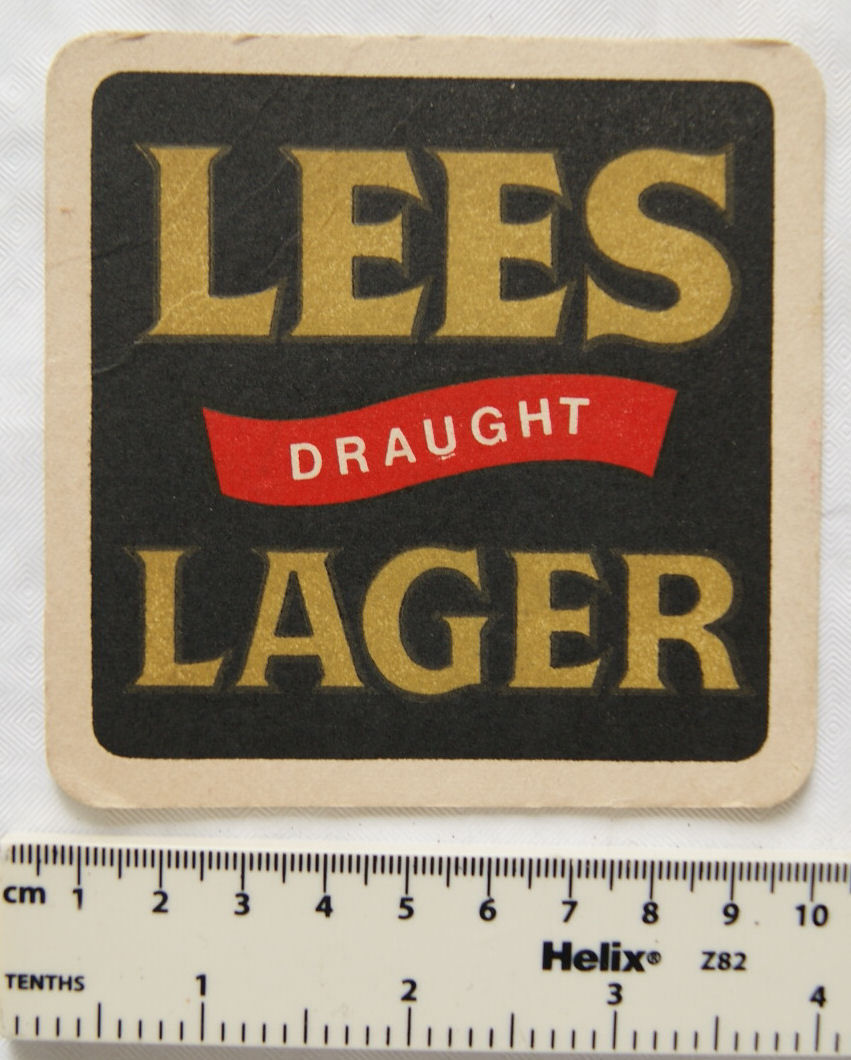 LEES
DRAUGHT
LAGER
cm 1 2 3 4 5 6 7 8 9 10
Helix® Z82
TENTHS 1 2 3 4